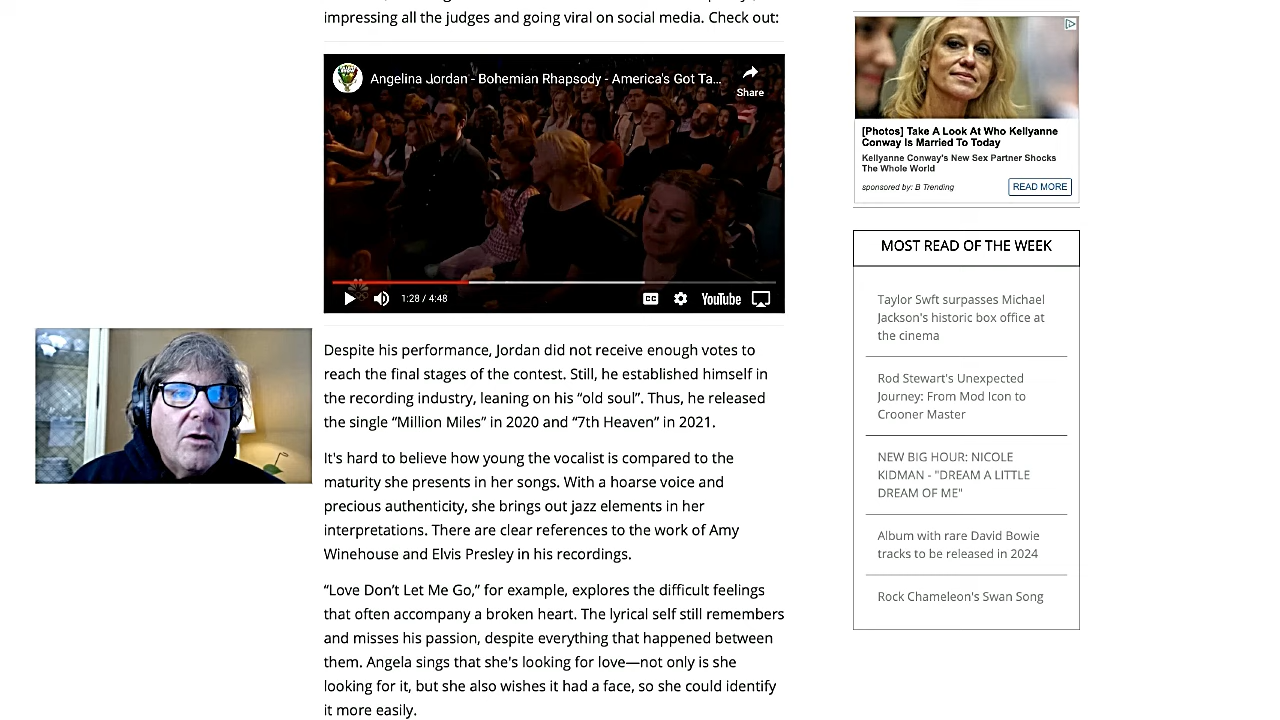 impressing all the judges and going viral on social media. Check out:
Angelina Jordan - Bohemian Rhapsody - America's Got Ta...
Share
1:28 / 4:48
CC
YouTube
Despite his performance, Jordan did not receive enough votes to
reach the final stages of the contest. Still, he established himself in
the recording industry, leaning on his “old soul”. Thus, he released
the single “Million Miles” in 2020 and “7th Heaven” in 2021.
It's hard to believe how young the vocalist is compared to the
maturity she presents in her songs. With a hoarse voice and
precious authenticity, she brings out jazz elements in her
interpretations. There are clear references to the work of Amy
Winehouse and Elvis Presley in his recordings.
“Love Don’t Let Me Go,” for example, explores the difficult feelings
that often accompany a broken heart. The lyrical self still remembers
and misses his passion, despite everything that happened between
them. Angela sings that she's looking for love—not only is she
looking for it, but she also wishes it had a face, so she could identify
it more easily.
[Photos] Take A Look At Who Kellyanne
Conway Is Married To Today
Kellyanne Conway's New Sex Partner Shocks
The Whole World
sponsored by: B Trending
READ MORE
MOST READ OF THE WEEK
Taylor Swft surpasses Michael
Jackson's historic box office at
the cinema
Rod Stewart's Unexpected
Journey: From Mod Icon to
Crooner Master
NEW BIG HOUR: NICOLE
KIDMAN - "DREAM A LITTLE
DREAM OF ME"
Album with rare David Bowie
tracks to be released in 2024
Rock Chameleon's Swan Song